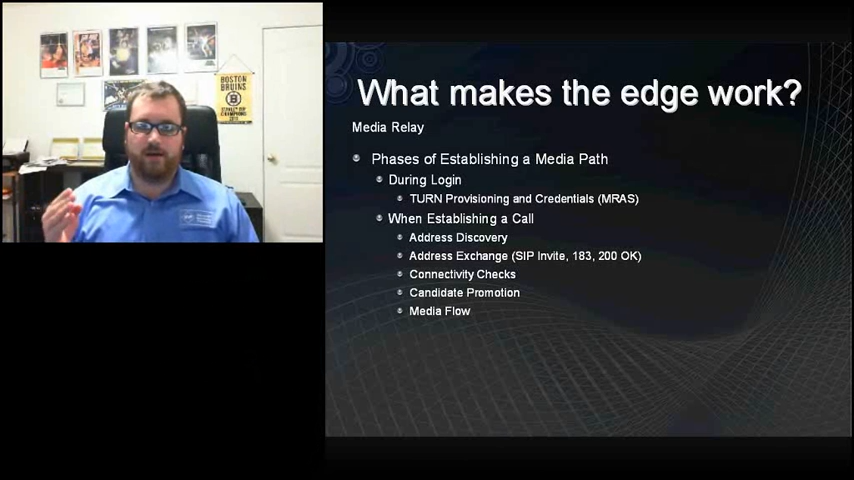 What makes the edge work?
Media Relay
Phases of Establishing a Media Path
During Login
TURN Provisioning and Credentials (MRAS)
When Establishing a Call
Address Discovery
Address Exchange (SIP Invite, 183, 200 OK)
Connectivity Checks
Candidate Promotion
Media Flow
BOSTON
BRUINS